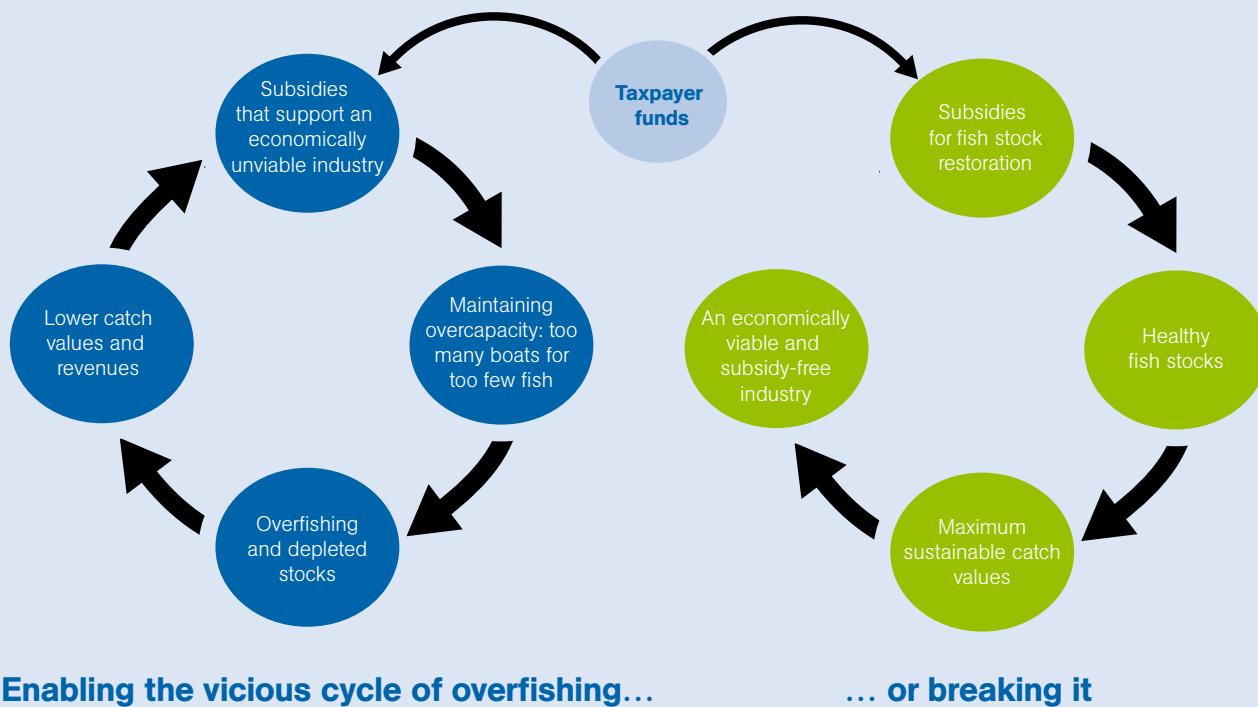 Taxpayer
funds
Subsidies
that support an
economically
unviable industry
Maintaining
overcapacity: too
many boats for
too few fish
Overfishing
and depleted
stocks
Lower catch
values and
revenues
Subsidies
for fish stock
restoration
Healthy
fish stocks
Maximum
sustainable catch
values
An economically
viable and
subsidy-free
industry
Enabling the vicious cycle of overfishing…
… or breaking it